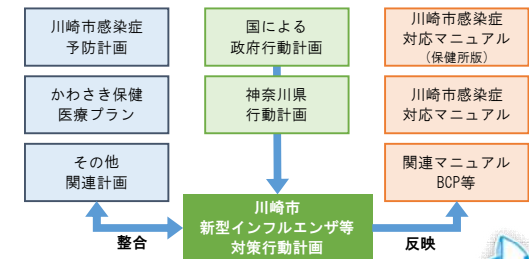 川崎市感染症
予防計画
国による
政府行動計画
川崎市感染症
対応マニュアル
(保健所版)
かわさき保健
医療プラン
神奈川県
行動計画
川崎市感染症
対応マニュアル
その他
関連計画
関連マニュアル
BCP等
川崎市
新型インフルエンザ等
対策行動計画
整合
反映